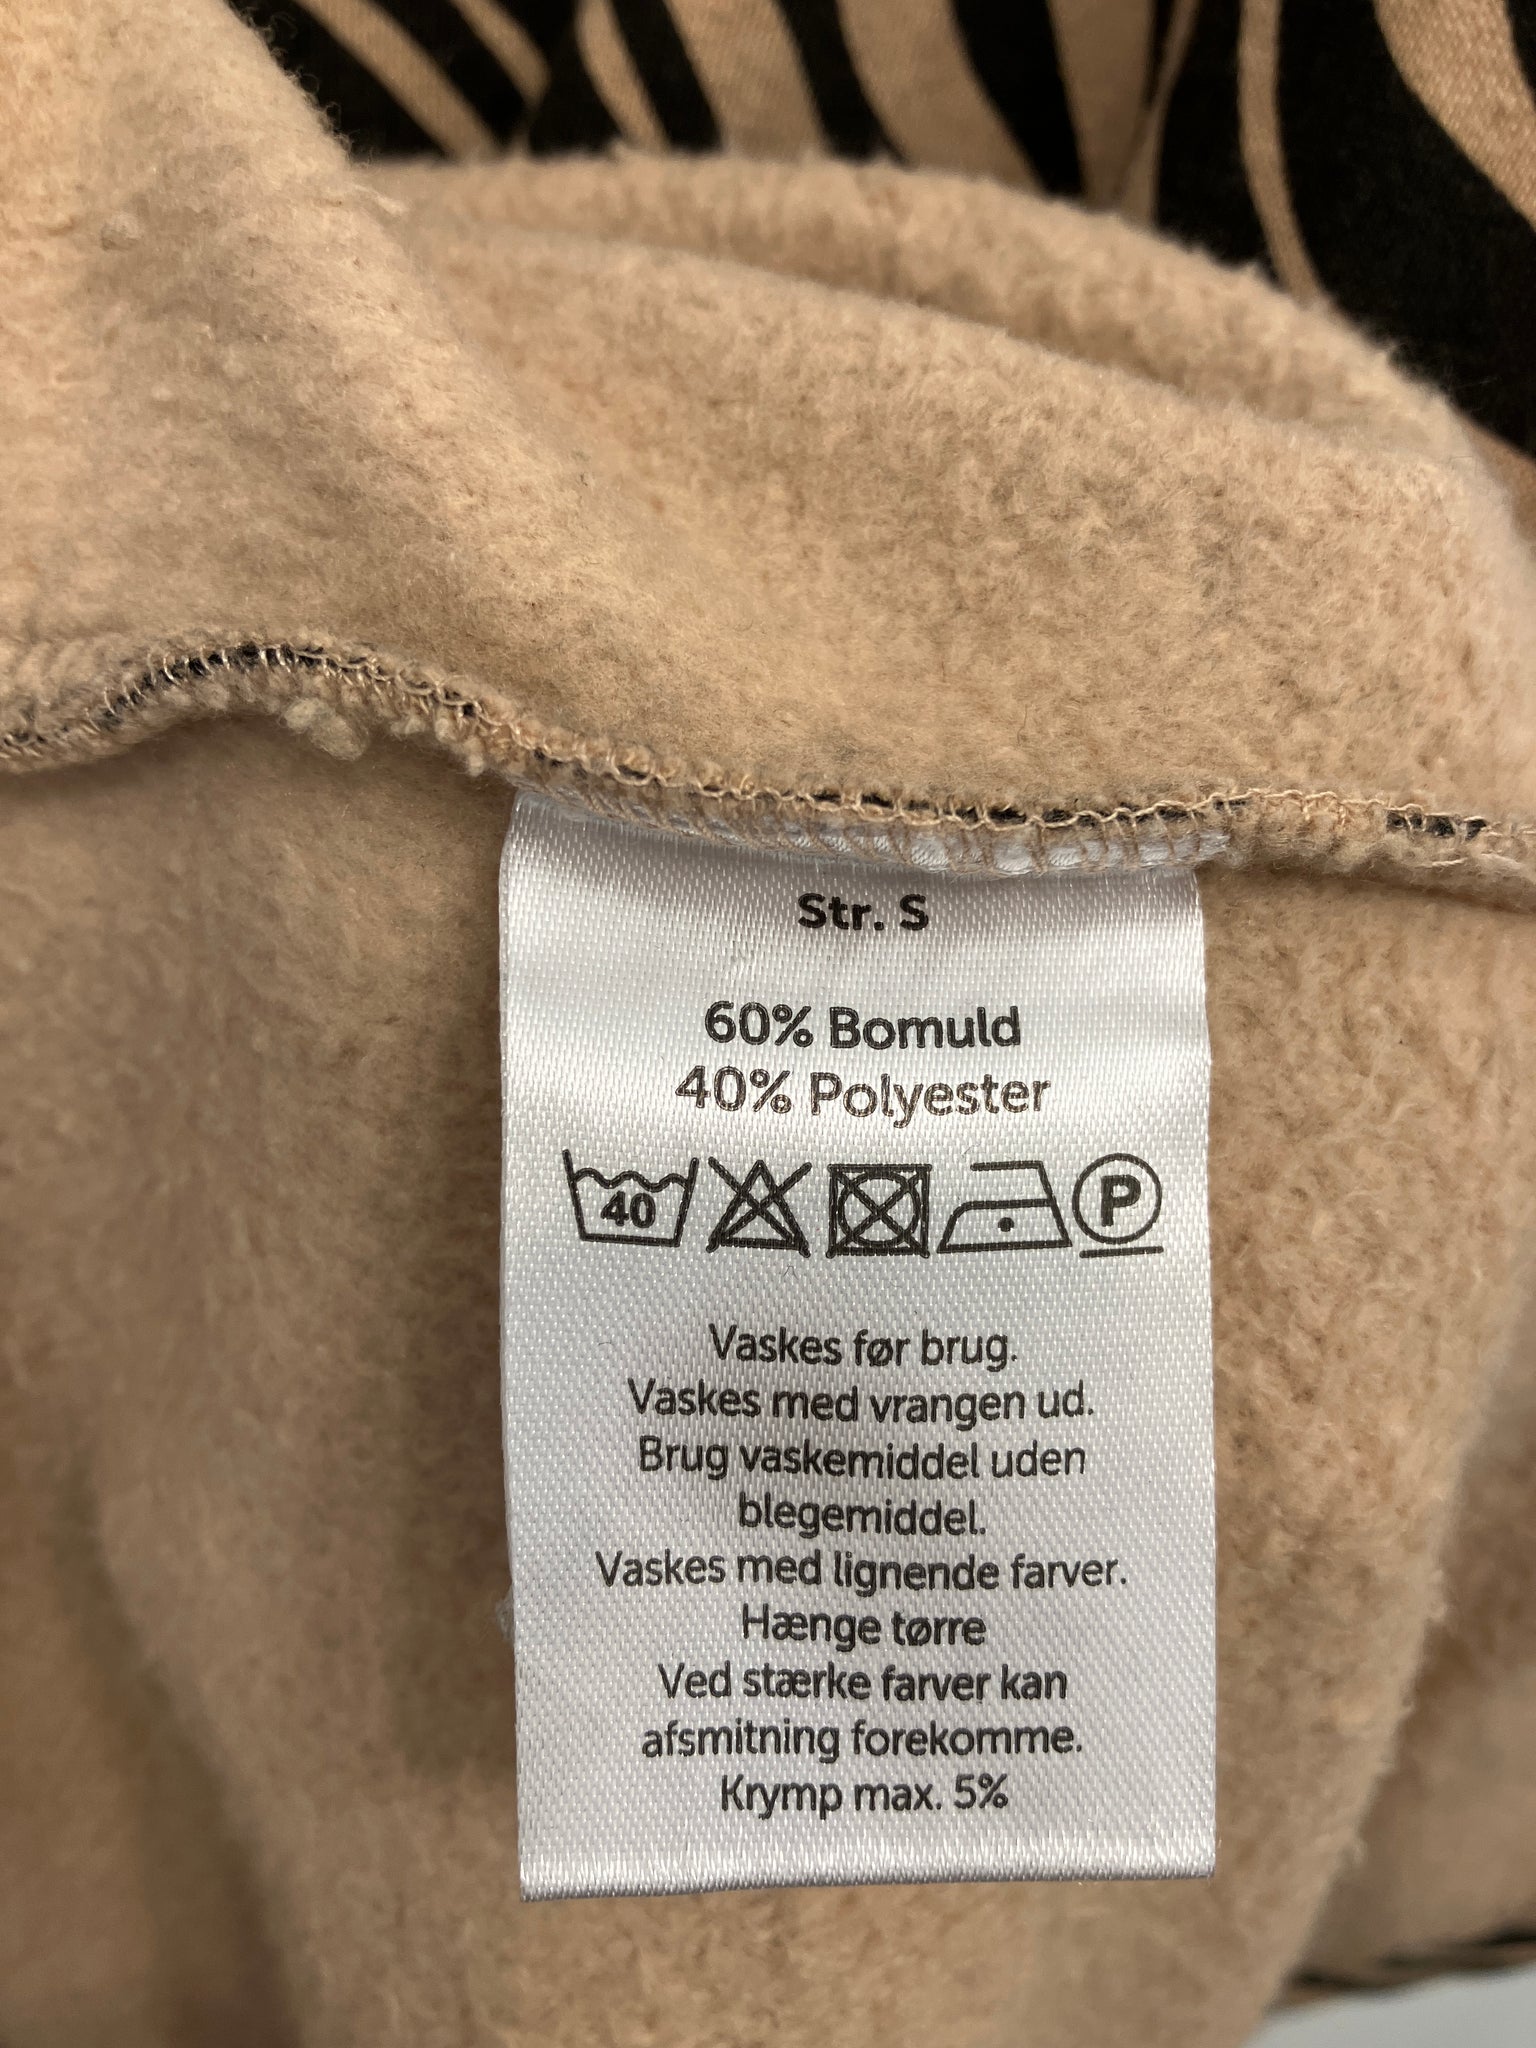 Str. S
60% Bomuld
40% Polyester
40 P
Vaskes før brug.
Vaskes med vrangen ud.
Brug vaskemiddel uden
blegemiddel.
Vaskes med lignende farver.
Hænge tørre
Ved stærke farver kan
afsmitning forekomme.
Krymp max. 5%